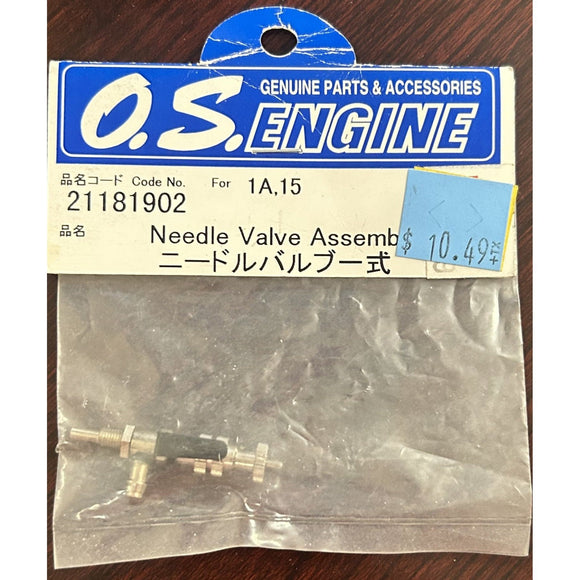 GENUINE PARTS & ACCESSORIES
O.S.ENGINE
品名コード Code No. For 1A,15
21181902
品名 Needle Valve Assemb
ニードルバルブ一式
$ 10.49 +TX